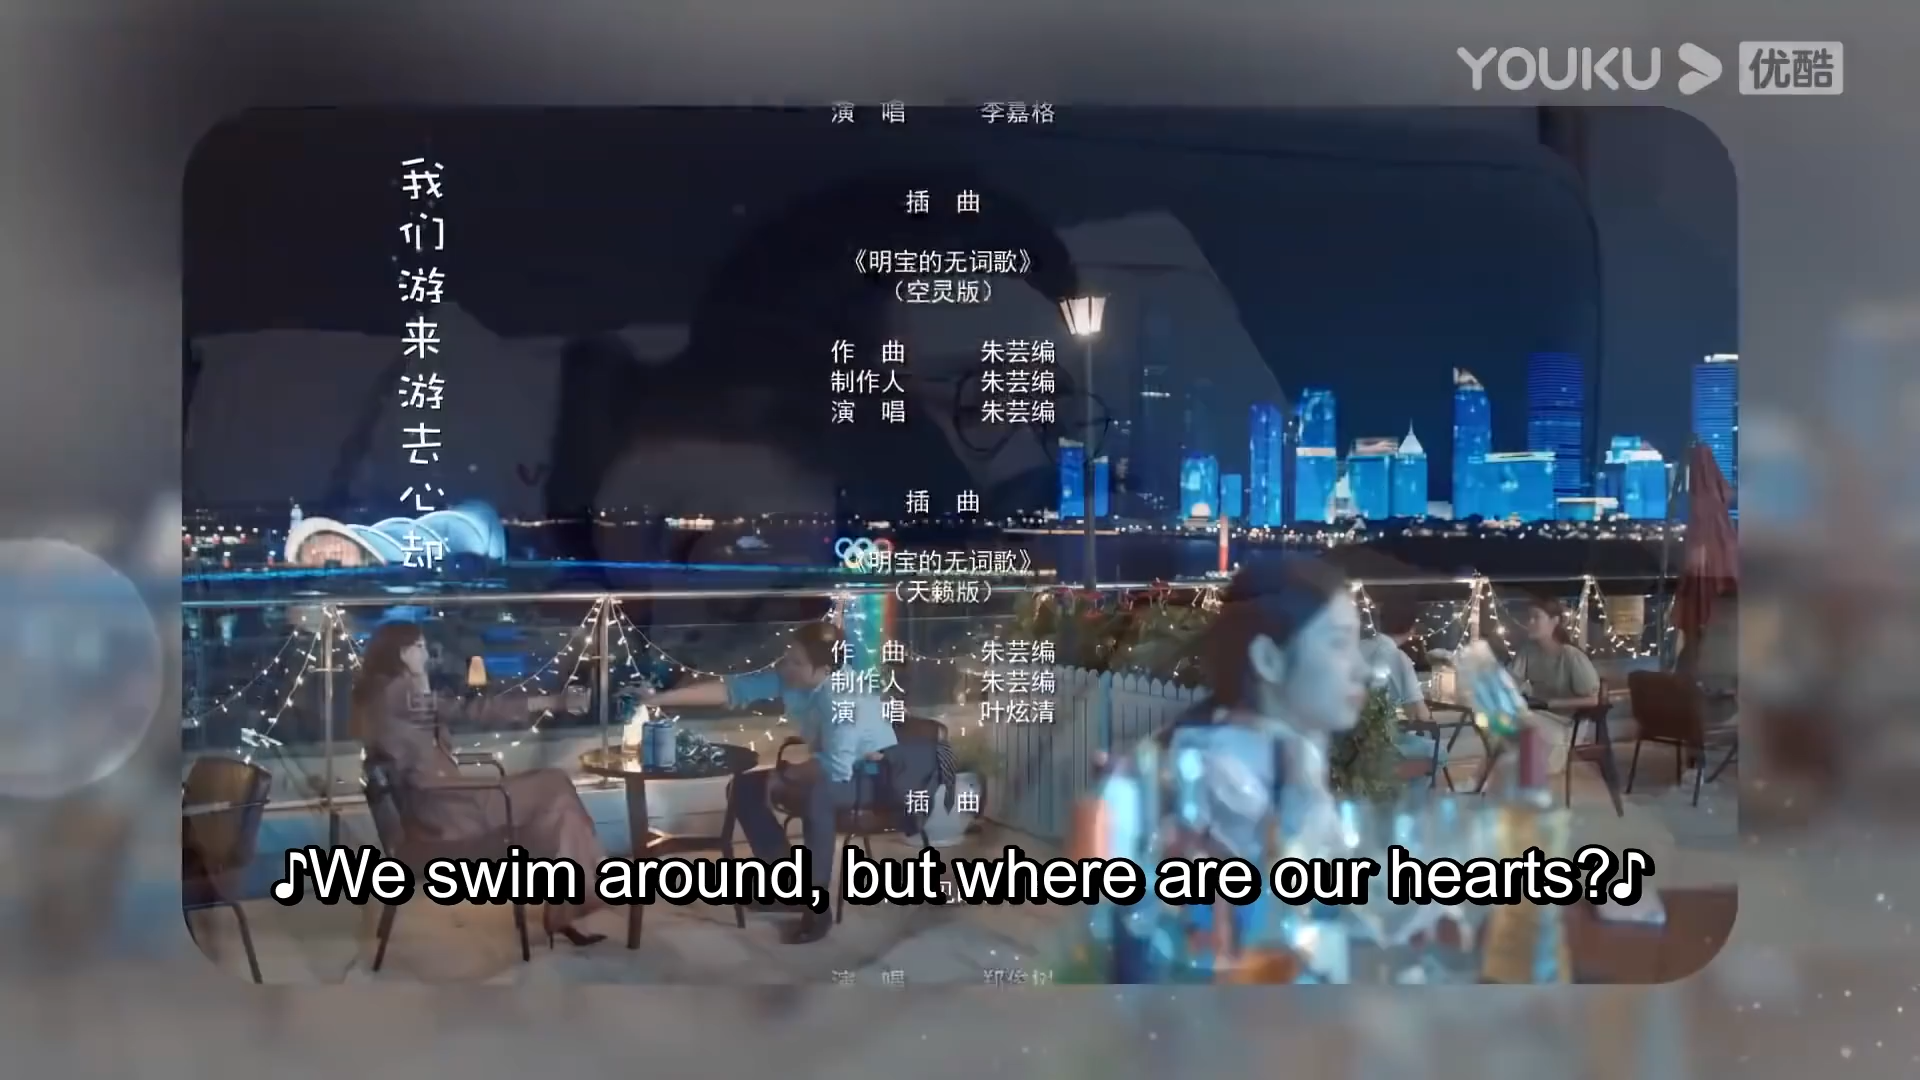 YOUKU 优酷
演 唱 李嘉格
我们游来游去心却
插 曲
《明宝的无词歌》
（空灵版）
作 曲 朱芸编
制作人 朱芸编
演 唱 朱芸编
插 曲
《明宝的无词歌》
（天籁版）
作 曲 朱芸编
制作人 朱芸编
演 唱 叶炫清
插 曲
♪We swim around, but where are our hearts?♪
演 唱 郑俊树